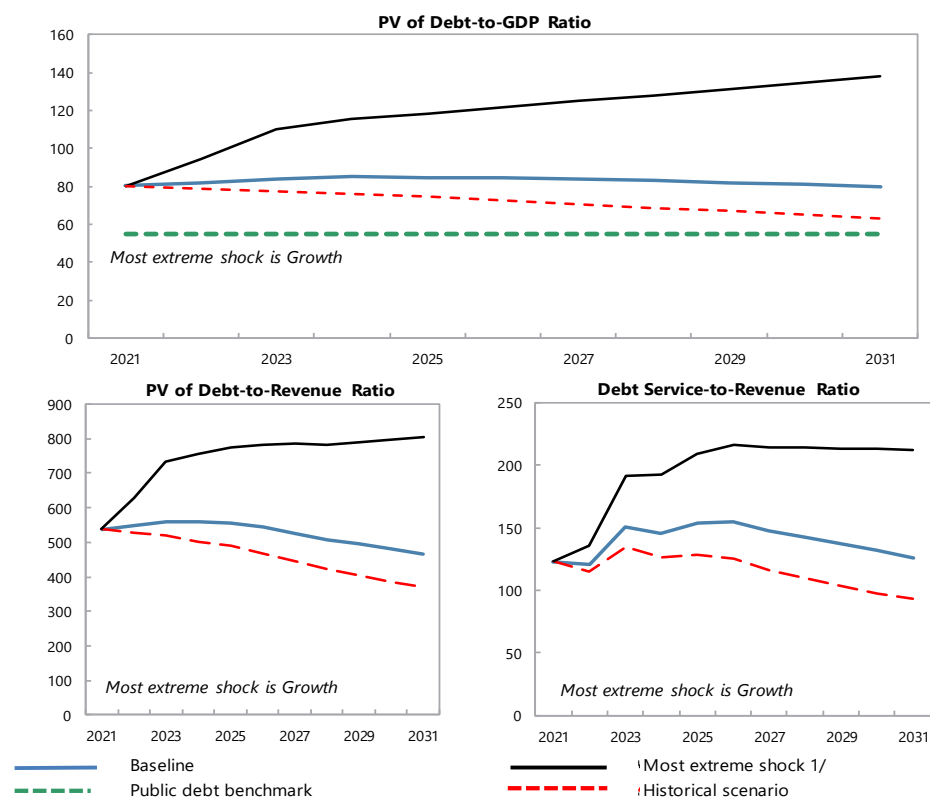 PV of Debt-to-GDP Ratio
160
140
120
100
80
60
40
20
0
Most extreme shock is Growth
2021 2023 2025 2027 2029 2031
PV of Debt-to-Revenue Ratio
900
800
700
600
500
400
300
200
100
0
Most extreme shock is Growth
2021 2023 2025 2027 2029 2031
Debt Service-to-Revenue Ratio
250
200
150
100
50
0
Most extreme shock is Growth
2021 2023 2025 2027 2029 2031
Baseline
Most extreme shock 1/
Public debt benchmark
Historical scenario